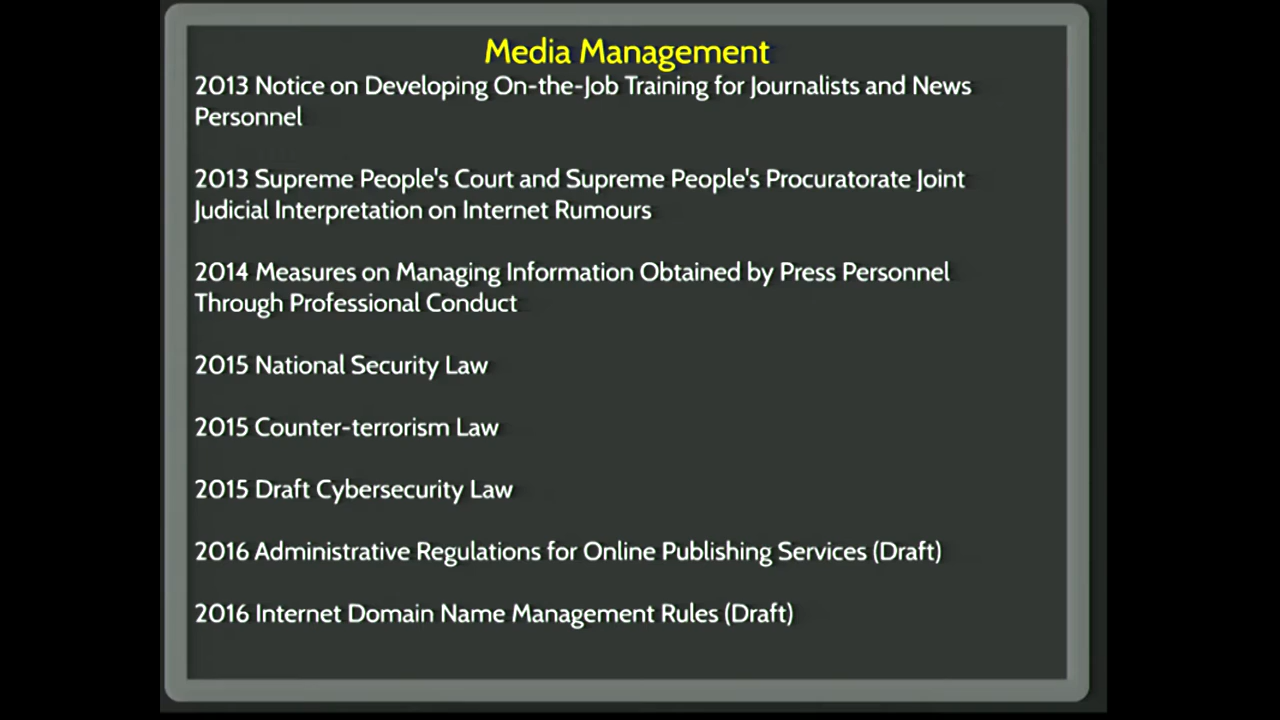 Media Management
2013 Notice on Developing On-the-Job Training for Journalists and News
Personnel
2013 Supreme People's Court and Supreme People's Procuratorate Joint
Judicial Interpretation on Internet Rumours
2014 Measures on Managing Information Obtained by Press Personnel
Through Professional Conduct
2015 National Security Law
2015 Counter-terrorism Law
2015 Draft Cybersecurity Law
2016 Administrative Regulations for Online Publishing Services (Draft)
2016 Internet Domain Name Management Rules (Draft)